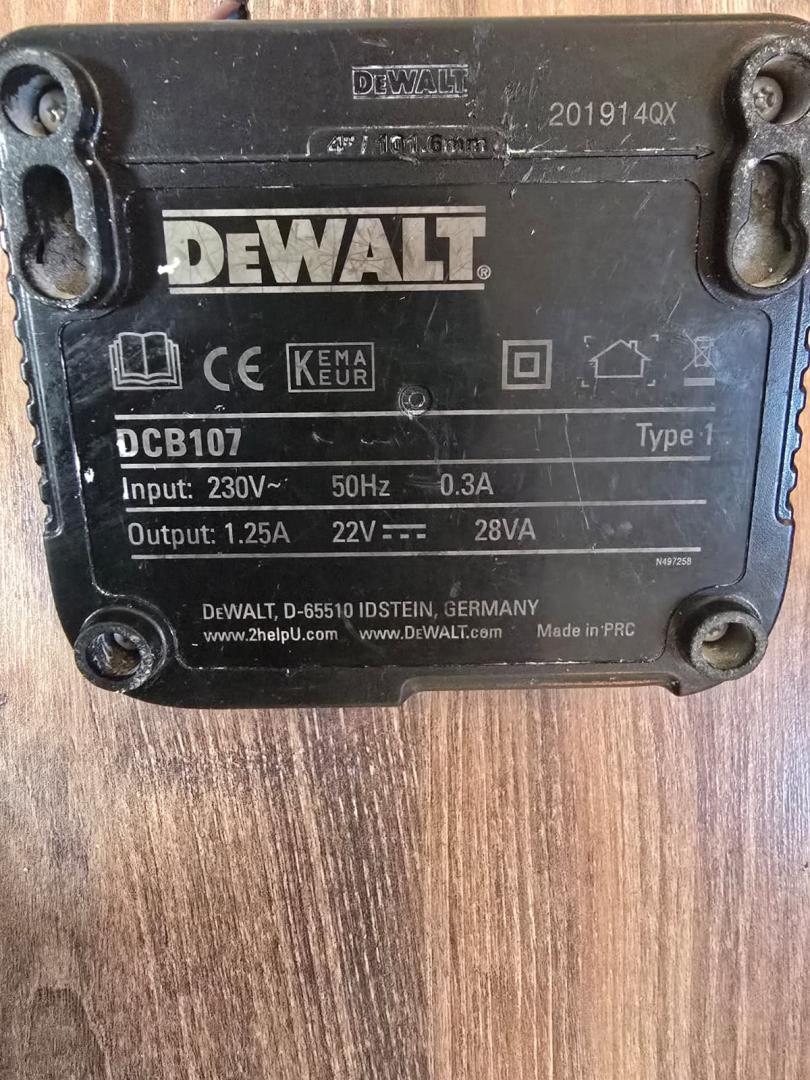 DEWALT
201914QX
4" / 101.6mm
DEWALT®
CE KEMA KEUR
DCB107 Type 1
Input: 230V~ 50Hz 0.3A
Output: 1.25A 22V 28VA
N497258
DEWALT, D-65510 IDSTEIN, GERMANY
www.2helpU.com www.DEWALT.com Made in PRC